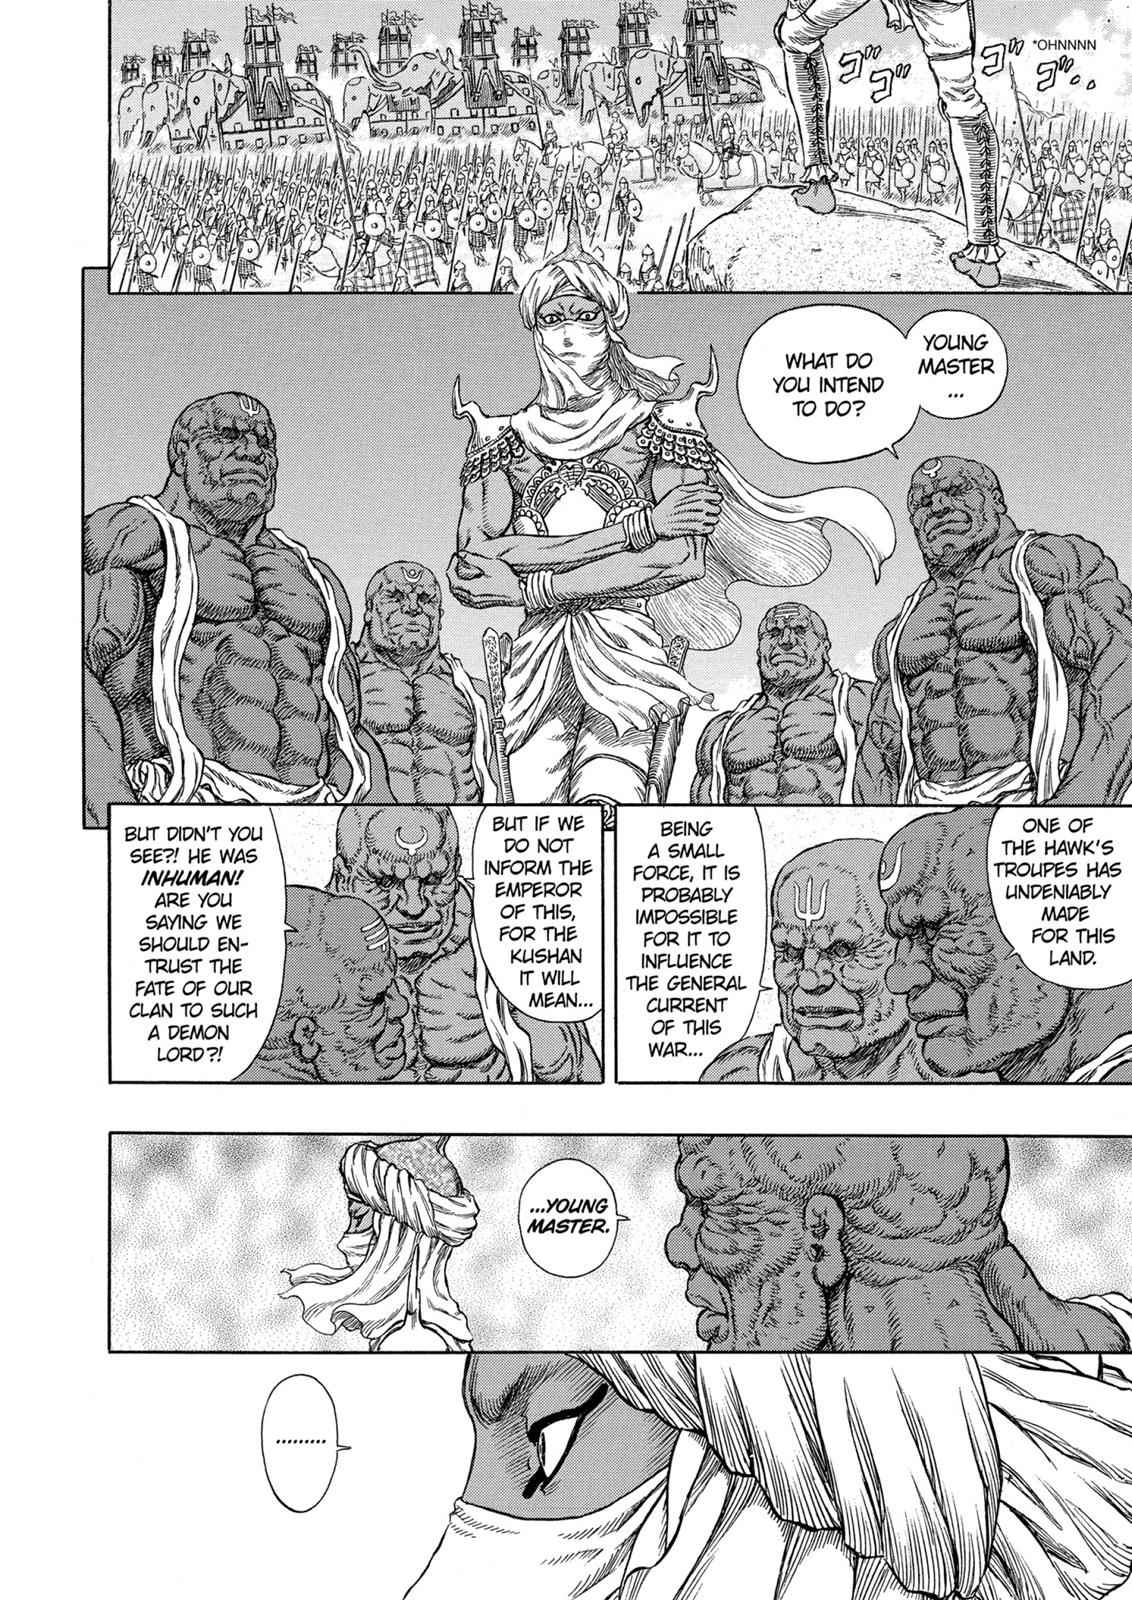 ゴゴゴゴ..
*OHNNNN
YOUNG
MASTER
...
WHAT DO
YOU INTEND
TO DO?
ONE OF
THE HAWK'S
TROUPES HAS
UNDENIABLY
MADE
FOR THIS
LAND.
BEING
A SMALL
FORCE, IT IS
PROBABLY
IMPOSSIBLE
FOR IT TO
INFLUENCE
THE GENERAL
CURRENT
OF THIS
WAR...
BUT IF WE
DO NOT
INFORM THE
EMPEROR
OF THIS,
FOR THE
KUSHAN
IT WILL
MEAN...
BUT DIDN'T YOU
SEE?! HE WAS
INHUMAN!
ARE YOU
SAYING WE
SHOULD EN-
TRUST THE
FATE OF OUR
CLAN TO SUCH
A DEMON
LORD?!
...YOUNG
MASTER.
.........